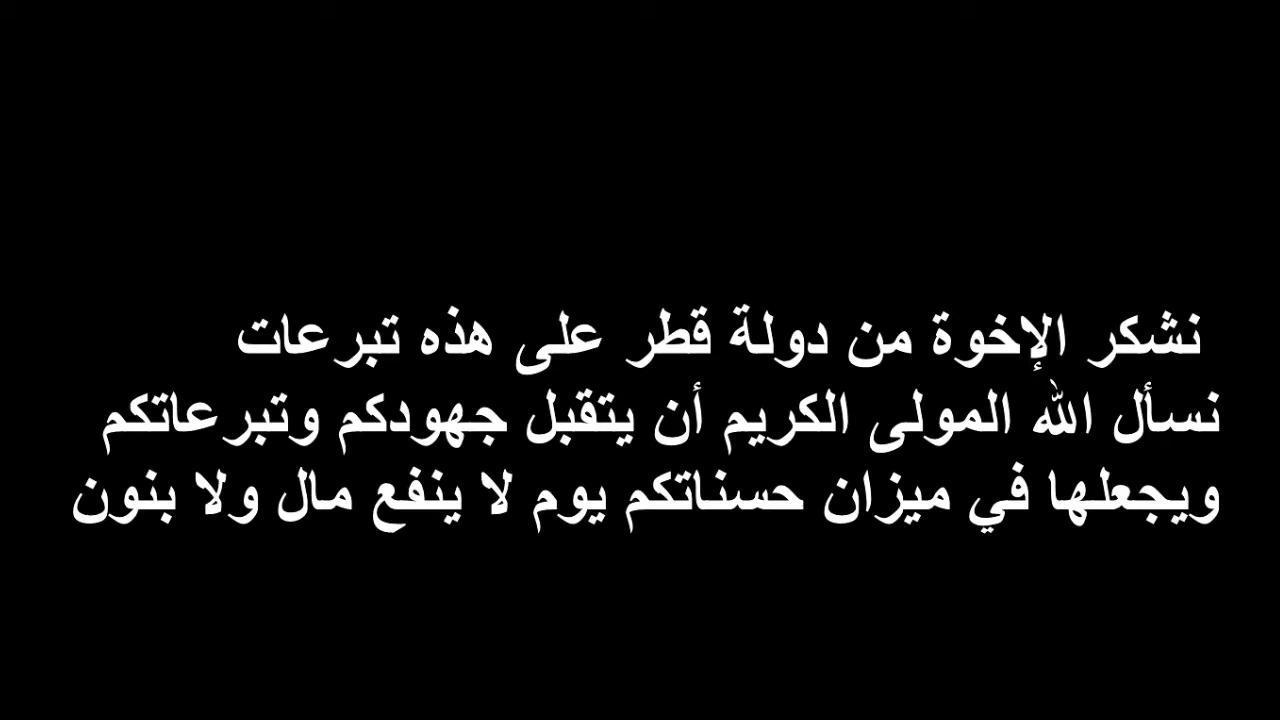 نشكر الإخوة من دولة قطر على هذه تبرعات
نسأل الله المولى الكريم أن يتقبل جهودكم وتبرعاتكم
ويجعلها في ميزان حسناتكم يوم لا ينفع مال ولا بنون